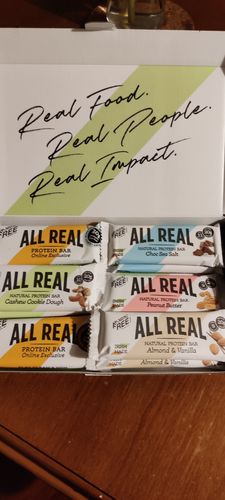 Real Food.
Real People.
Real Impact.
FREE
ALL REAL
PROTEIN BAR
Online Exclusive
ALL REAL
PROTEIN BAR
Choc Sea Salt
ALL REAL
NATURAL PROTEIN BAR
Cashew Cookie Dough
ALL REAL
NATURAL PROTEIN BAR
Peanut Butter
FREE
ALL REAL
PROTEIN BAR
Online Exclusive
FREE
ALL REAL
NATURAL PROTEIN BAR
Almond & Vanilla
Almond & Vanilla